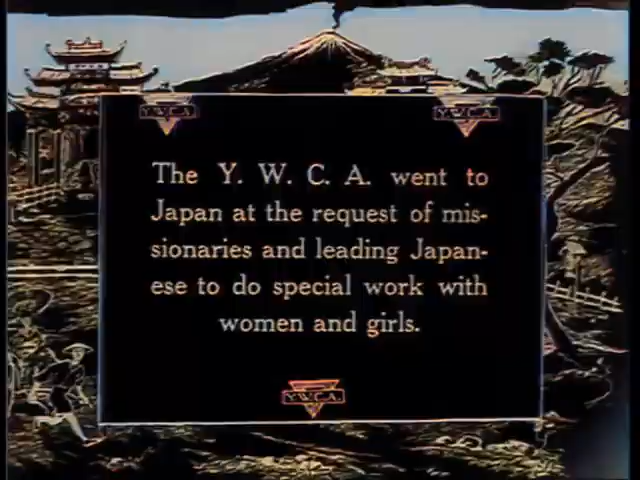 Y.W.C.A. Y.W.C.A.
The Y. W. C. A. went to
Japan at the request of mis-
sionaries and leading Japan-
ese to do special work with
women and girls.
Y.W.C.A.